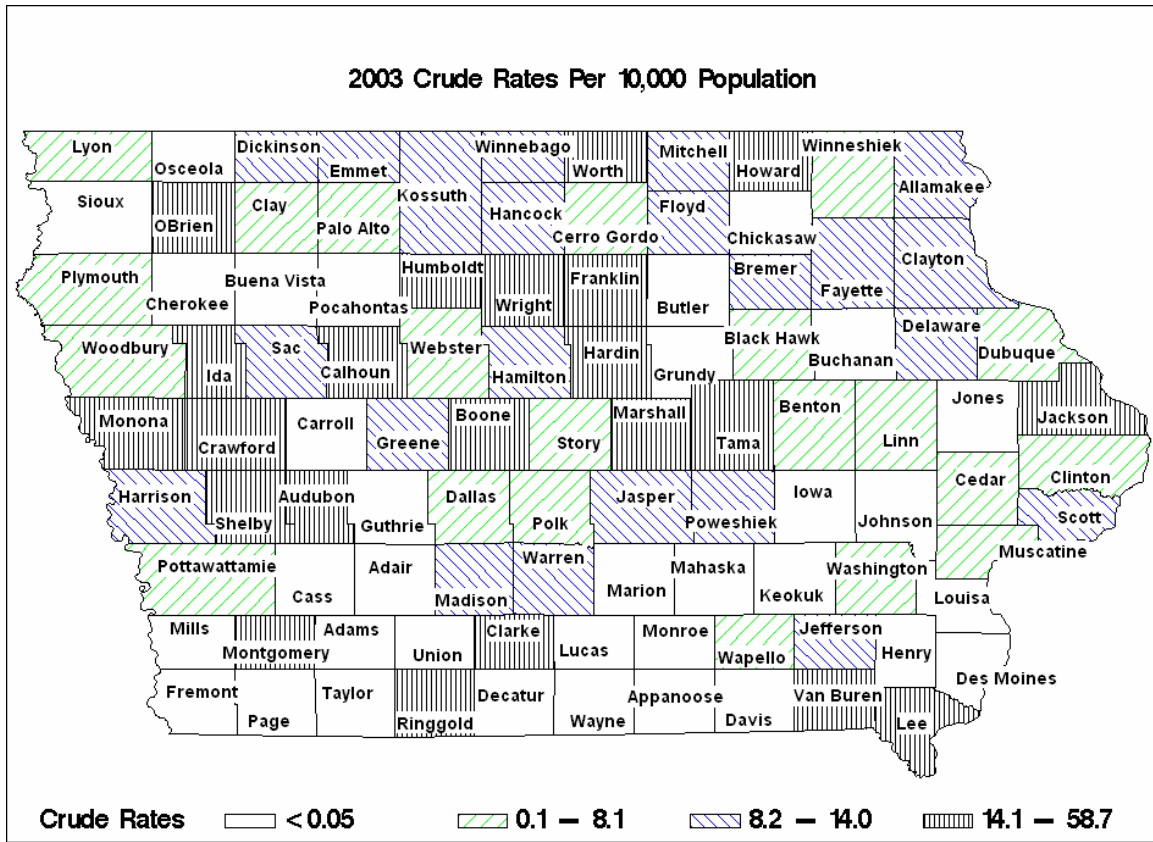 2003 Crude Rates Per 10,000 Population
Lyon
Osceola
Dickinson
Emmet
Winnebago
Worth
Mitchell
Howard
Winneshiek
Allamakee
Sioux
OBrien
Clay
Palo Alto
Kossuth
Hancock
Cerro Gordo
Floyd
Chickasaw
Plymouth
Cherokee
Buena Vista
Pocahontas
Humboldt
Wright
Franklin
Butler
Bremer
Fayette
Clayton
Woodbury
Ida
Sac
Calhoun
Webster
Hamilton
Hardin
Grundy
Black Hawk
Buchanan
Delaware
Dubuque
Monona
Crawford
Carroll
Greene
Boone
Story
Marshall
Tama
Benton
Linn
Jones
Jackson
Harrison
Shelby
Audubon
Guthrie
Dallas
Polk
Jasper
Poweshiek
Iowa
Johnson
Cedar
Clinton
Scott
Pottawattamie
Cass
Adair
Madison
Warren
Marion
Mahaska
Keokuk
Washington
Muscatine
Louisa
Mills
Montgomery
Adams
Union
Clarke
Lucas
Monroe
Wapello
Jefferson
Henry
Des Moines
Fremont
Page
Taylor
Ringgold
Decatur
Wayne
Appanoose
Davis
Van Buren
Lee
Crude Rates < 0.05 0.1 – 8.1 8.2 – 14.0 14.1 – 58.7